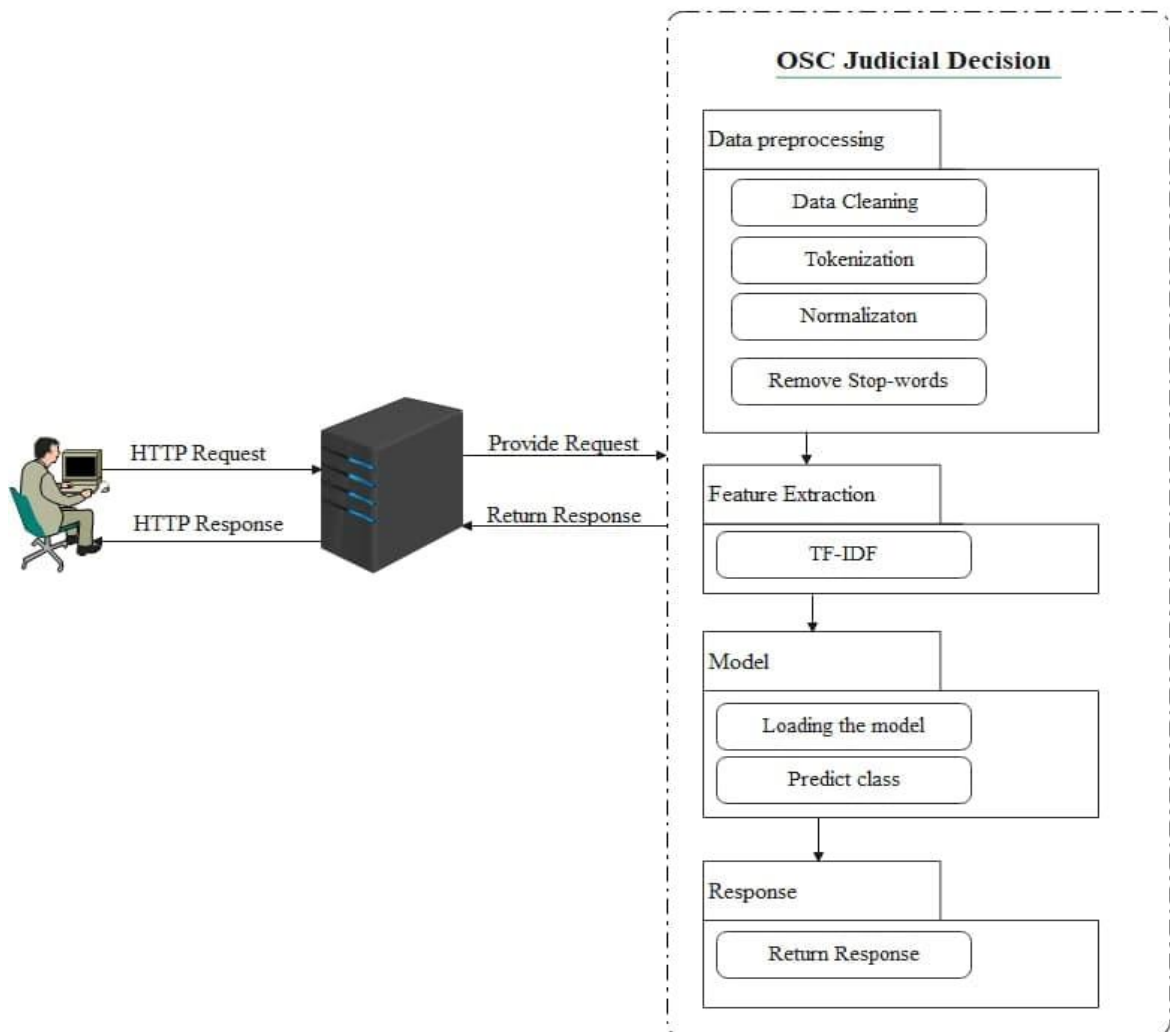 OSC Judicial Decision
Data preprocessing
Data Cleaning
Tokenization
Normalizaton
Remove Stop-words
HTTP Request
HTTP Response
Provide Request
Return Response
Feature Extraction
TF-IDF
Model
Loading the model
Predict class
Response
Return Response